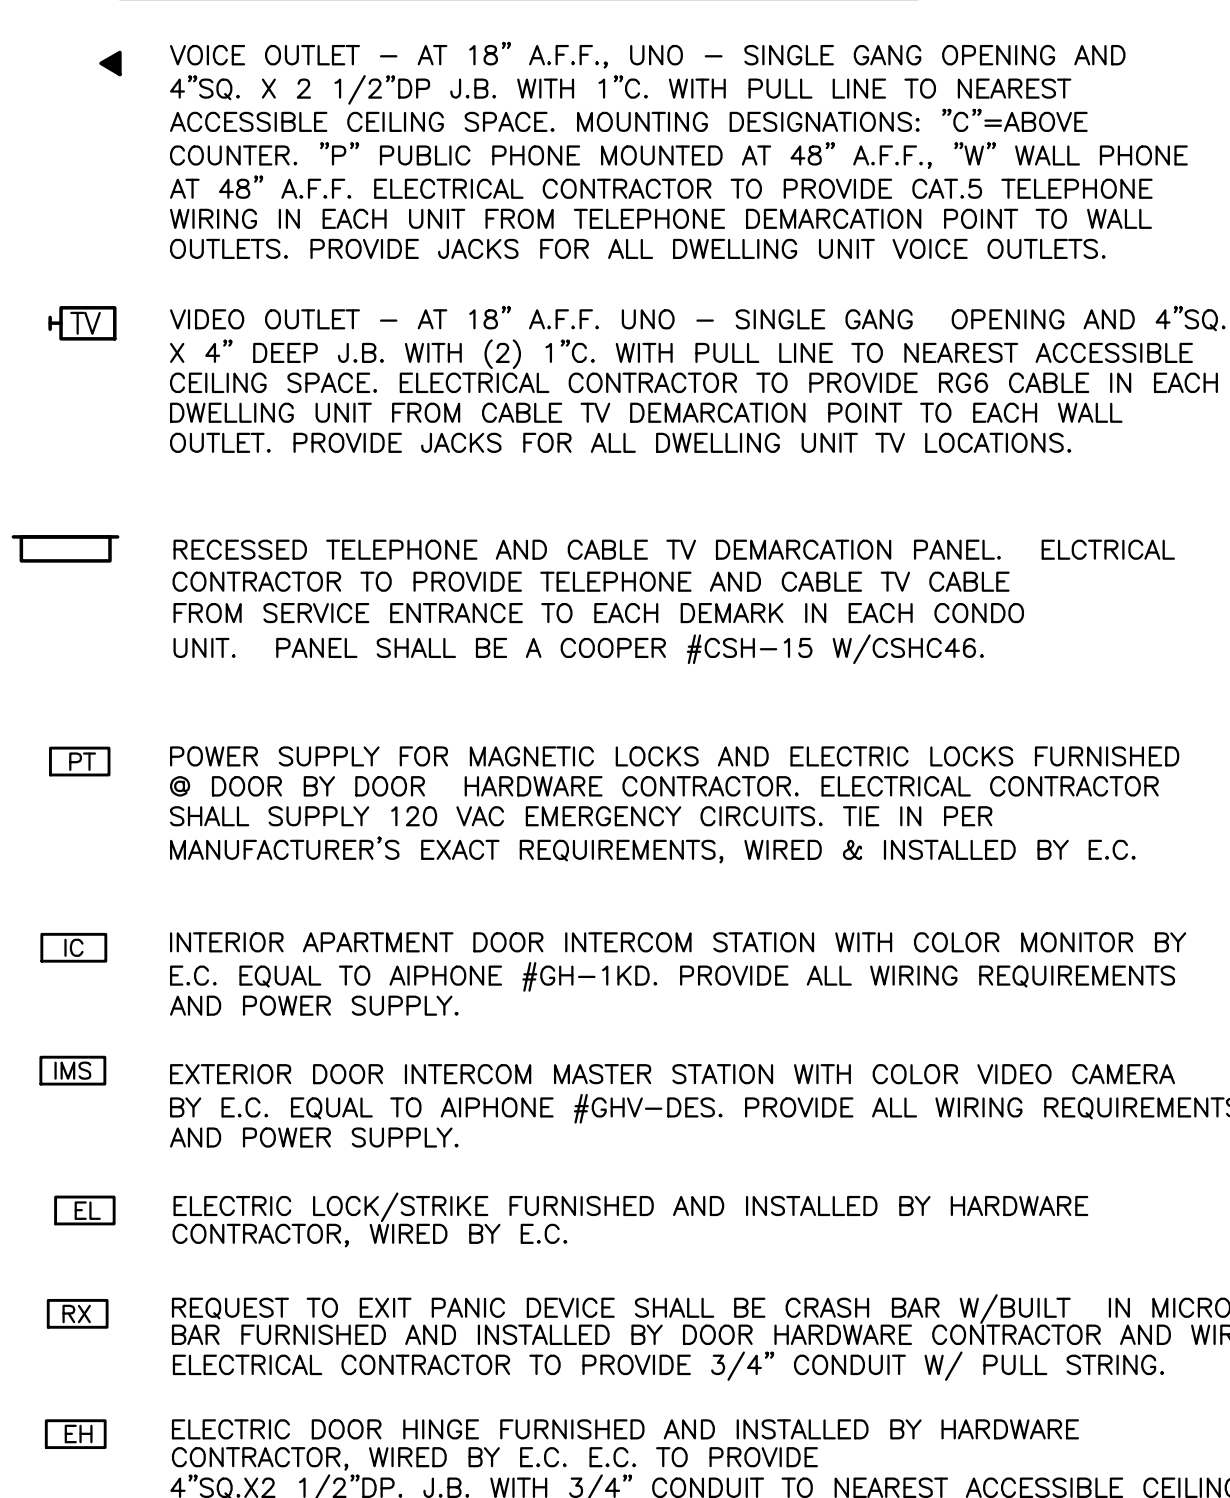 VOICE OUTLET – AT 18" A.F.F., UNO – SINGLE GANG OPENING AND
4"SQ. X 2 1/2"DP J.B. WITH 1"C. WITH PULL LINE TO NEAREST
ACCESSIBLE CEILING SPACE. MOUNTING DESIGNATIONS: "C"=ABOVE
COUNTER. "P" PUBLIC PHONE MOUNTED AT 48" A.F.F., "W" WALL PHONE
AT 48" A.F.F. ELECTRICAL CONTRACTOR TO PROVIDE CAT.5 TELEPHONE
WIRING IN EACH UNIT FROM TELEPHONE DEMARCATION POINT TO WALL
OUTLETS. PROVIDE JACKS FOR ALL DWELLING UNIT VOICE OUTLETS.
TV VIDEO OUTLET – AT 18" A.F.F. UNO – SINGLE GANG OPENING AND 4"SQ.
X 4" DEEP J.B. WITH (2) 1"C. WITH PULL LINE TO NEAREST ACCESSIBLE
CEILING SPACE. ELECTRICAL CONTRACTOR TO PROVIDE RG6 CABLE IN EACH
DWELLING UNIT FROM CABLE TV DEMARCATION POINT TO EACH WALL
OUTLET. PROVIDE JACKS FOR ALL DWELLING UNIT TV LOCATIONS.
RECESSED TELEPHONE AND CABLE TV DEMARCATION PANEL. ELCTRICAL
CONTRACTOR TO PROVIDE TELEPHONE AND CABLE TV CABLE
FROM SERVICE ENTRANCE TO EACH DEMARK IN EACH CONDO
UNIT. PANEL SHALL BE A COOPER #CSH–15 W/CSHC46.
PT POWER SUPPLY FOR MAGNETIC LOCKS AND ELECTRIC LOCKS FURNISHED
@ DOOR BY DOOR HARDWARE CONTRACTOR. ELECTRICAL CONTRACTOR
SHALL SUPPLY 120 VAC EMERGENCY CIRCUITS. TIE IN PER
MANUFACTURER'S EXACT REQUIREMENTS, WIRED & INSTALLED BY E.C.
IC INTERIOR APARTMENT DOOR INTERCOM STATION WITH COLOR MONITOR BY
E.C. EQUAL TO AIPHONE #GH–1KD. PROVIDE ALL WIRING REQUIREMENTS
AND POWER SUPPLY.
IMS EXTERIOR DOOR INTERCOM MASTER STATION WITH COLOR VIDEO CAMERA
BY E.C. EQUAL TO AIPHONE #GHV–DES. PROVIDE ALL WIRING REQUIREMENTS
AND POWER SUPPLY.
EL ELECTRIC LOCK/STRIKE FURNISHED AND INSTALLED BY HARDWARE
CONTRACTOR, WIRED BY E.C.
RX REQUEST TO EXIT PANIC DEVICE SHALL BE CRASH BAR W/BUILT IN MICRO
BAR FURNISHED AND INSTALLED BY DOOR HARDWARE CONTRACTOR AND
ELECTRICAL CONTRACTOR TO PROVIDE 3/4" CONDUIT W/ PULL STRING.
EH ELECTRIC DOOR HINGE FURNISHED AND INSTALLED BY HARDWARE
CONTRACTOR, WIRED BY E.C. E.C. TO PROVIDE
4"SQ.X2 1/2"DP. J.B. WITH 3/4" CONDUIT TO NEAREST ACCESSIBLE CEILING